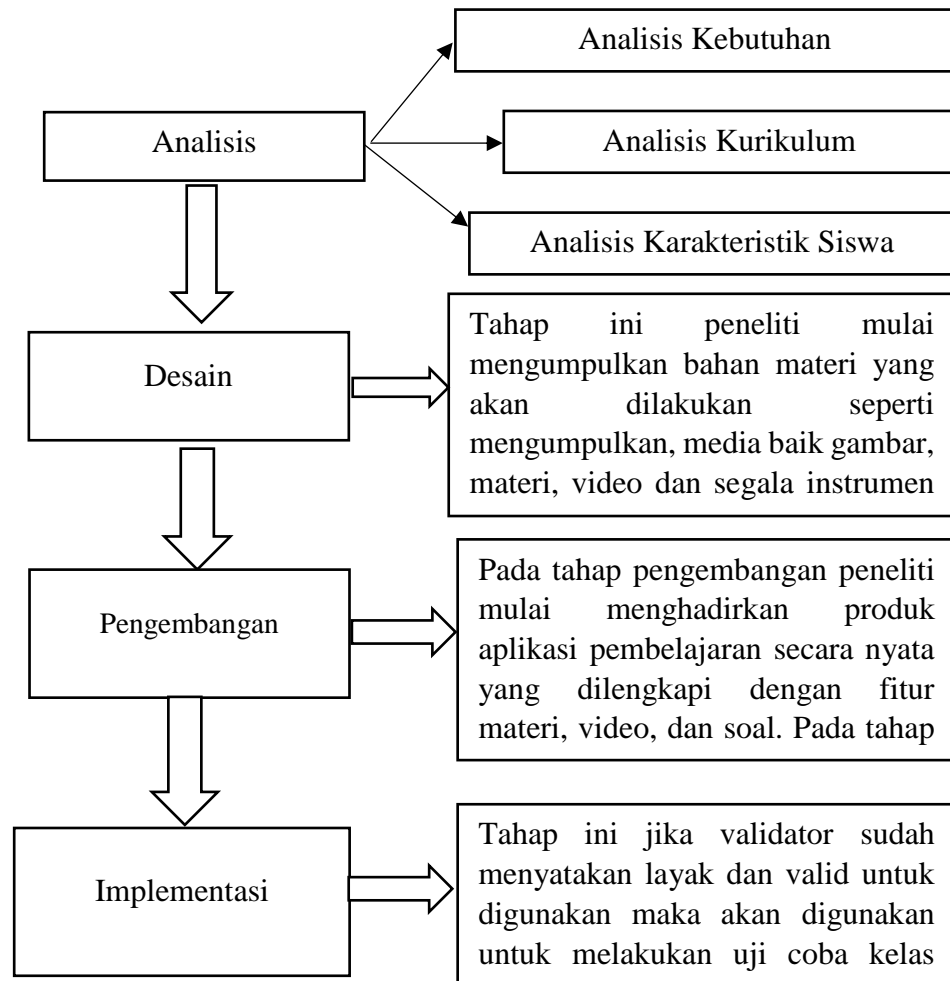 Analisis Kebutuhan
Analisis
Analisis Kurikulum
Analisis Karakteristik Siswa
Desain
Tahap ini peneliti mulai
mengumpulkan bahan materi yang
akan dilakukan seperti
mengumpulkan, media baik gambar,
materi, video dan segala instrumen
Pengembangan
Pada tahap pengembangan peneliti
mulai menghadirkan produk
aplikasi pembelajaran secara nyata
yang dilengkapi dengan fitur
materi, video, dan soal. Pada tahap
Implementasi
Tahap ini jika validator sudah
menyatakan layak dan valid untuk
digunakan maka akan digunakan
untuk melakukan uji coba kelas